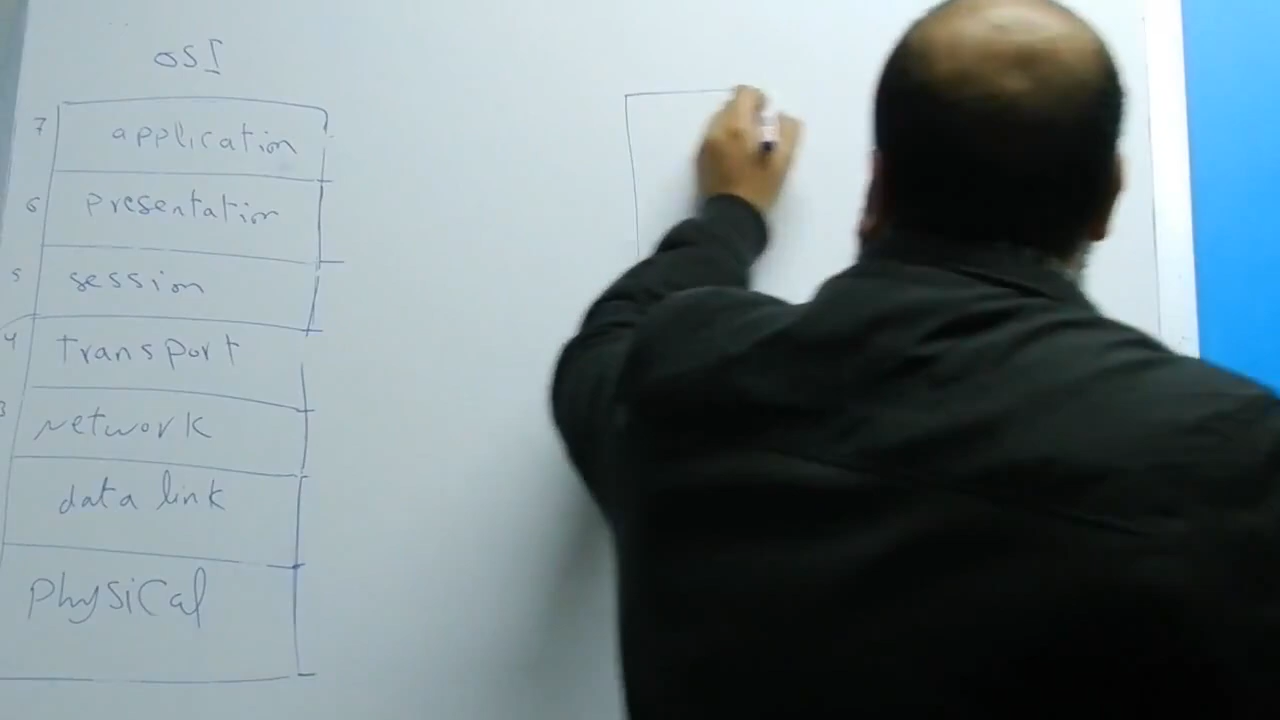 OSI
7 application
6 presentation
5 session
4 transport
3 network
data link
physical